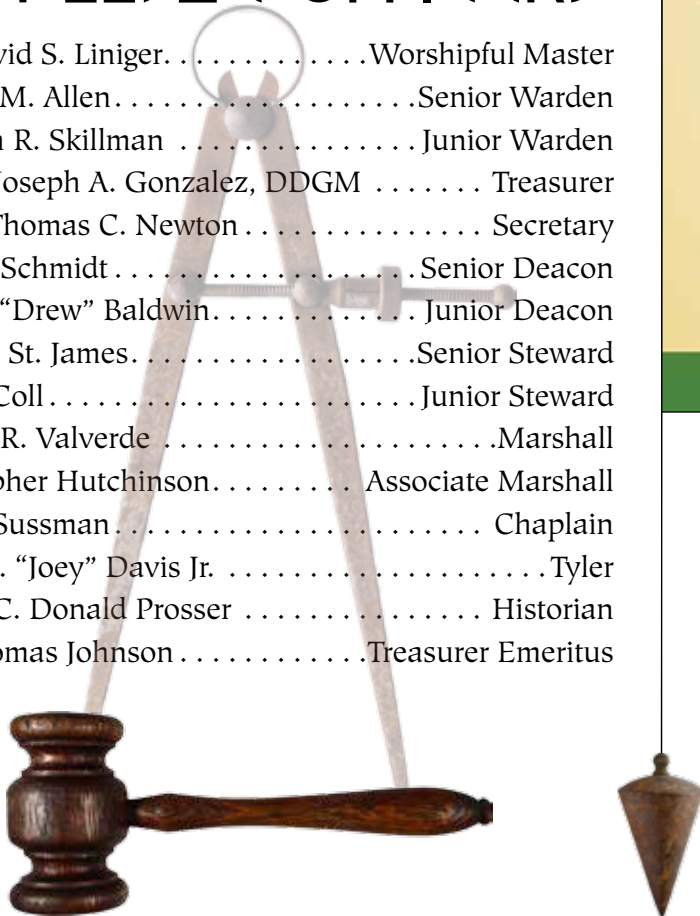 vid S. Liniger. . . . . . . . . . . . .Worshipful Master
M. Allen. . . . . . . . . . . . . . . . . . .Senior Warden
R. Skillman . . . . . . . . . . . . . . . Junior Warden
Joseph A. Gonzalez, DDGM . . . . . . . Treasurer
Thomas C. Newton . . . . . . . . . . . . . . Secretary
Schmidt . . . . . . . . . . . . . . . . . . . Senior Deacon
“Drew” Baldwin. . . . . . . . . . . . . Junior Deacon
St. James. . . . . . . . . . . . . . . . . .Senior Steward
Coll . . . . . . . . . . . . . . . . . . . . . . . Junior Steward
R. Valverde . . . . . . . . . . . . . . . . . . . . .Marshall
pher Hutchinson. . . . . . . . . Associate Marshall
Sussman. . . . . . . . . . . . . . . . . . . . . . . Chaplain
. “Joey” Davis Jr. . . . . . . . . . . . . . . . . . . . . Tyler
C. Donald Prosser . . . . . . . . . . . . . . Historian
omas Johnson . . . . . . . . . . . .Treasurer Emeritus